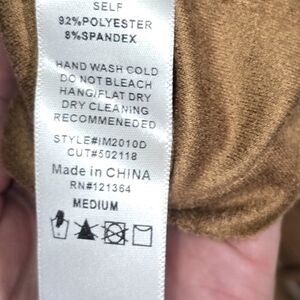 SELF
92%POLYESTER
8%SPANDEX
HAND WASH COLD
DO NOT BLEACH
HANG/FLAT DRY
DRY CLEANING
RECOMMENEDED
STYLE#IM2010D
CUT#502118
Made in CHINA
RN#121364
MEDIUM